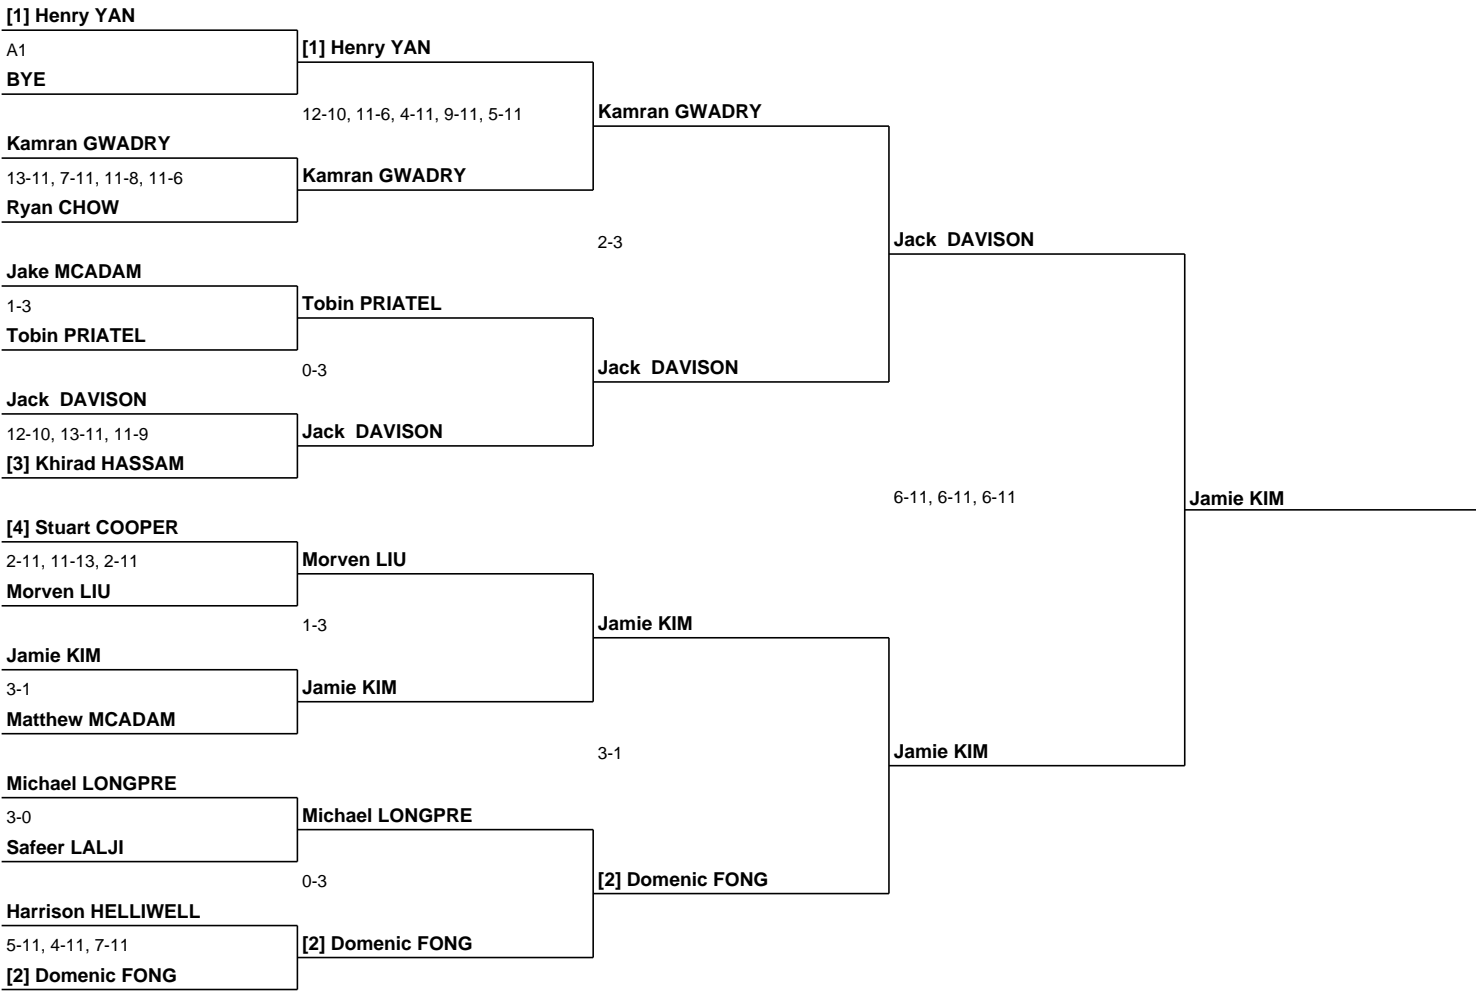 [1] Henry YAN
A1
BYE
[1] Henry YAN
12-10, 11-6, 4-11, 9-11, 5-11
Kamran GWADRY
Kamran GWADRY
13-11, 7-11, 11-8, 11-6
Ryan CHOW
Kamran GWADRY
2-3
Jack DAVISON
Jake MCADAM
1-3
Tobin PRIATEL
Tobin PRIATEL
0-3
Jack DAVISON
Jack DAVISON
12-10, 13-11, 11-9
[3] Khirad HASSAM
Jack DAVISON
6-11, 6-11, 6-11
Jamie KIM
[4] Stuart COOPER
2-11, 11-13, 2-11
Morven LIU
Morven LIU
1-3
Jamie KIM
Jamie KIM
3-1
Matthew MCADAM
Jamie KIM
3-1
Jamie KIM
Michael LONGPRE
3-0
Safeer LALJI
Michael LONGPRE
0-3
[2] Domenic FONG
Harrison HELLIWELL
5-11, 4-11, 7-11
[2] Domenic FONG
[2] Domenic FONG